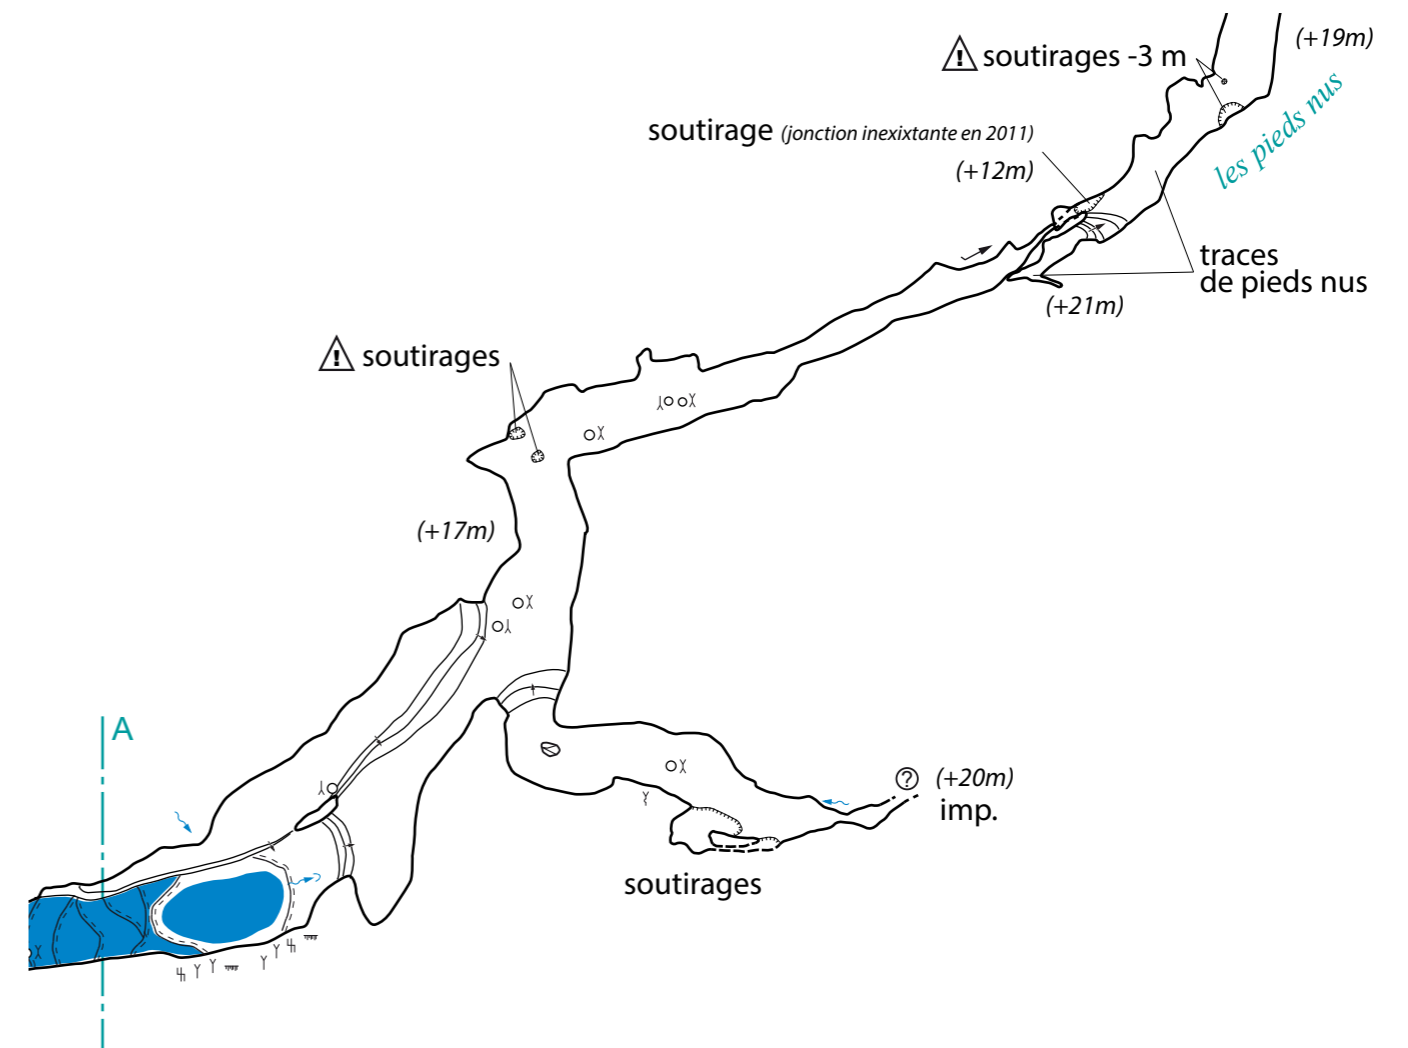 (+19m)
soutirages -3 m
les pieds nus
soutirage (jonction inexixtante en 2011)
(+12m)
traces
de pieds nus
(+21m)
soutirages
(+17m)
A
(+20m)
imp.
soutirages